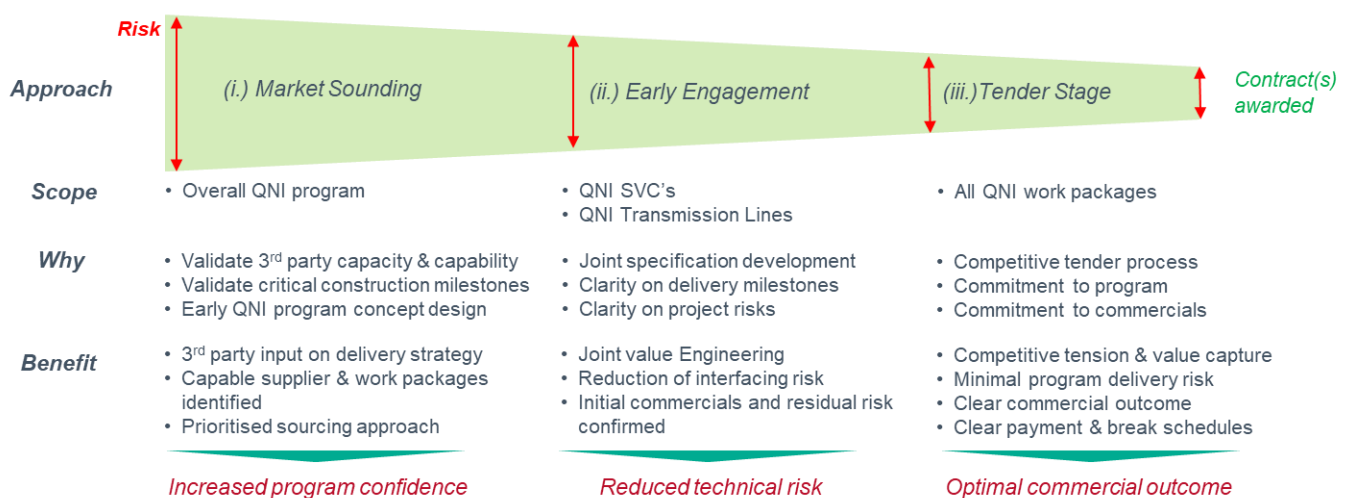 Risk
Approach
(i.) Market Sounding
(ii.) Early Engagement
(iii.)Tender Stage
Contract(s)
awarded
Scope
• Overall QNI program
• QNI SVC's
• QNI Transmission Lines
• All QNI work packages
Why
• Validate 3rd party capacity & capability
• Validate critical construction milestones
• Early QNI program concept design
• Joint specification development
• Clarity on delivery milestones
• Clarity on project risks
• Competitive tender process
• Commitment to program
• Commitment to commercials
Benefit
• 3rd party input on delivery strategy
• Capable supplier & work packages
identified
• Prioritised sourcing approach
• Joint value Engineering
• Reduction of interfacing risk
• Initial commercials and residual risk
confirmed
• Competitive tension & value capture
• Minimal program delivery risk
• Clear commercial outcome
• Clear payment & break schedules
Increased program confidence
Reduced technical risk
Optimal commercial outcome